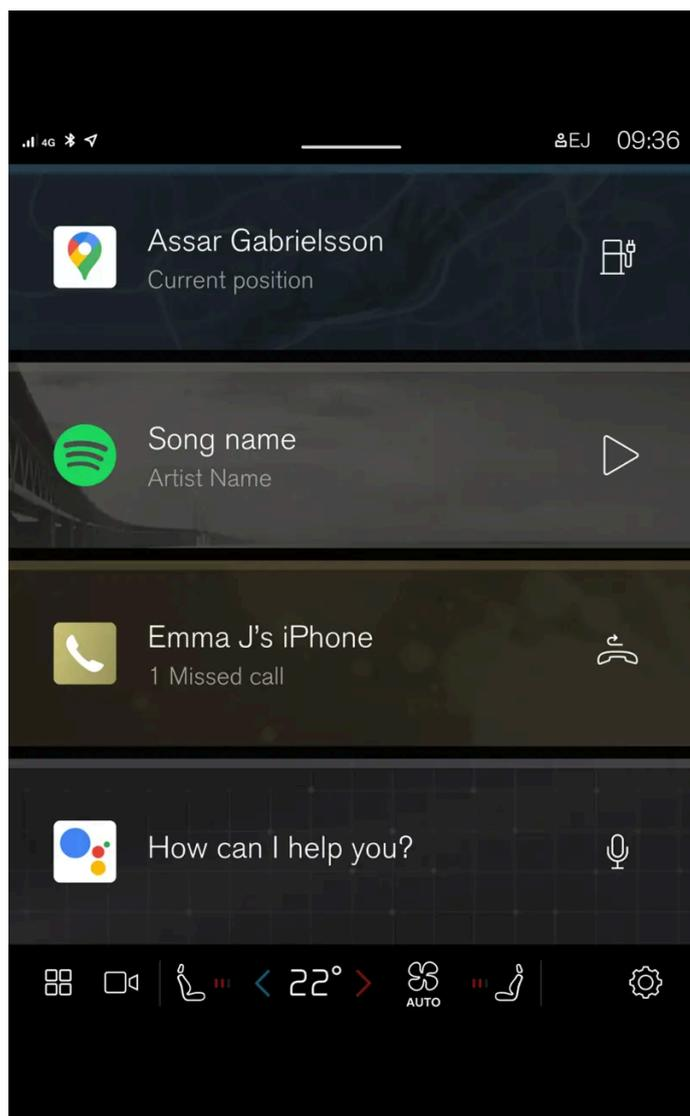 4G
EJ 09:36
Assar Gabrielsson
Current position
Song name
Artist Name
Emma J’s iPhone
1 Missed call
How can I help you?
22°
AUTO